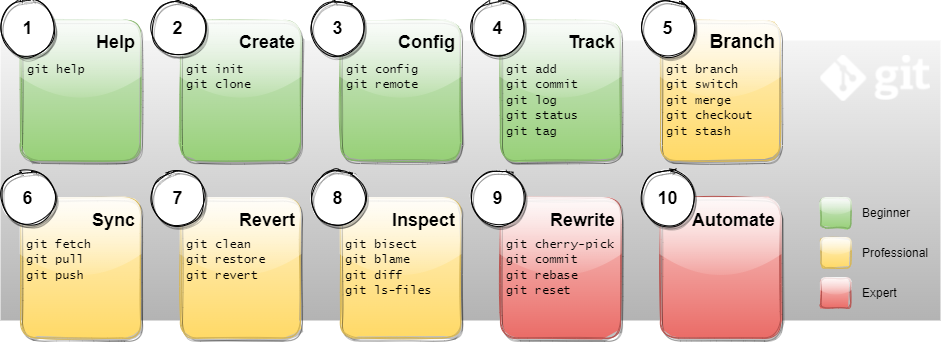 1
Help
git help
2
Create
git init
git clone
3
Config
git config
git remote
4
Track
git add
git commit
git log
git status
git tag
5
Branch
git branch
git switch
git merge
git checkout
git stash
git
6
Sync
git fetch
git pull
git push
7
Revert
git clean
git restore
git revert
8
Inspect
git bisect
git blame
git diff
git ls-files
9
Rewrite
git cherry-pick
git commit
git rebase
git reset
10
Automate
Beginner
Professional
Expert